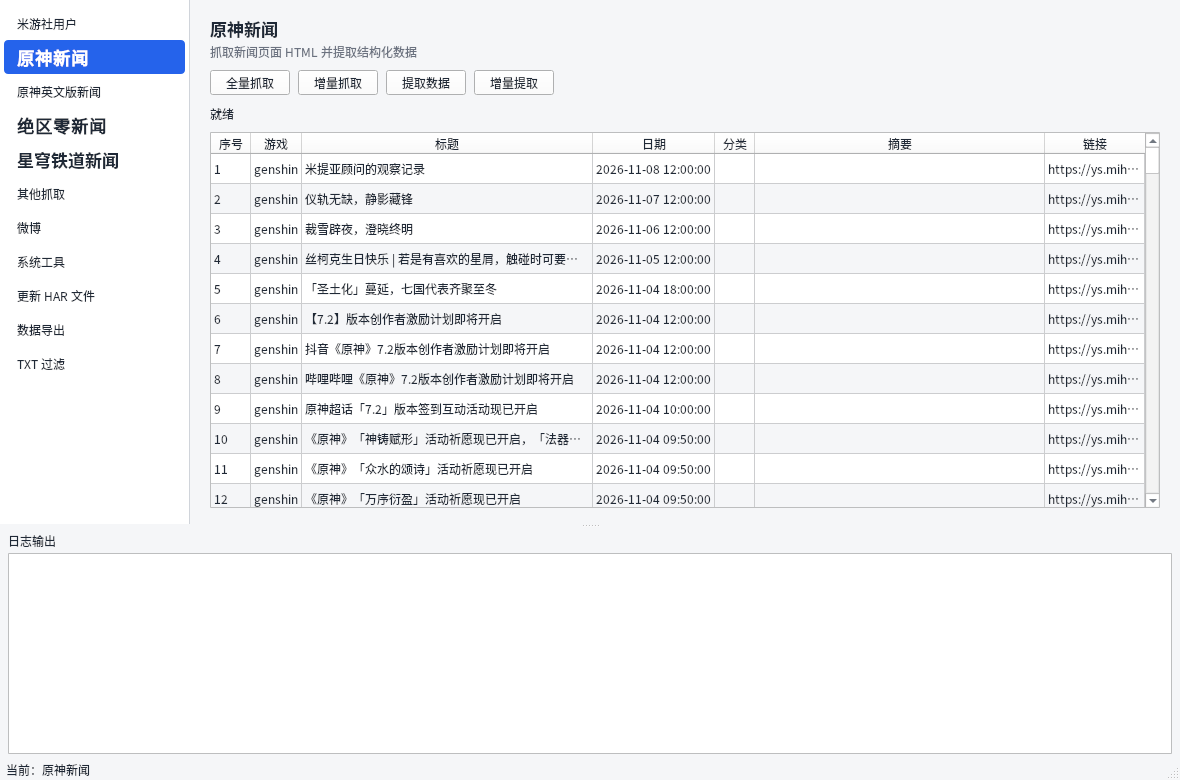 米游社用户
原神新闻
原神英文版新闻
绝区零新闻
星穹铁道新闻
其他抓取
微博
系统工具
更新 HAR 文件
数据导出
TXT 过滤
原神新闻
抓取新闻页面 HTML 并提取结构化数据
全量抓取 增量抓取 提取数据 增量提取
就绪
序号 游戏 标题 日期 分类 摘要 链接
1 genshin 米提亚顾问的观察记录 2026-11-08 12:00:00 https://ys.mih…
2 genshin 仪轨无缺，静影藏锋 2026-11-07 12:00:00 https://ys.mih…
3 genshin 裁雪辟夜，澄晓终明 2026-11-06 12:00:00 https://ys.mih…
4 genshin 丝柯克生日快乐 | 若是有喜欢的星屑，触碰时可要… 2026-11-05 12:00:00 https://ys.mih…
5 genshin 「圣土化」蔓延，七国代表齐聚至冬 2026-11-04 18:00:00 https://ys.mih…
6 genshin 【7.2】版本创作者激励计划即将开启 2026-11-04 12:00:00 https://ys.mih…
7 genshin 抖音《原神》7.2版本创作者激励计划即将开启 2026-11-04 12:00:00 https://ys.mih…
8 genshin 哔哩哔哩《原神》7.2版本创作者激励计划即将开启 2026-11-04 12:00:00 https://ys.mih…
9 genshin 原神超话「7.2」版本签到互动活动现已开启 2026-11-04 10:00:00 https://ys.mih…
10 genshin 《原神》「神铸赋形」活动祈愿现已开启，「法器… 2026-11-04 09:50:00 https://ys.mih…
11 genshin 《原神》「众水的颂诗」活动祈愿现已开启 2026-11-04 09:50:00 https://ys.mih…
12 genshin 《原神》「万序衍盈」活动祈愿现已开启 2026-11-04 09:50:00 https://ys.mih…
日志输出
当前：原神新闻